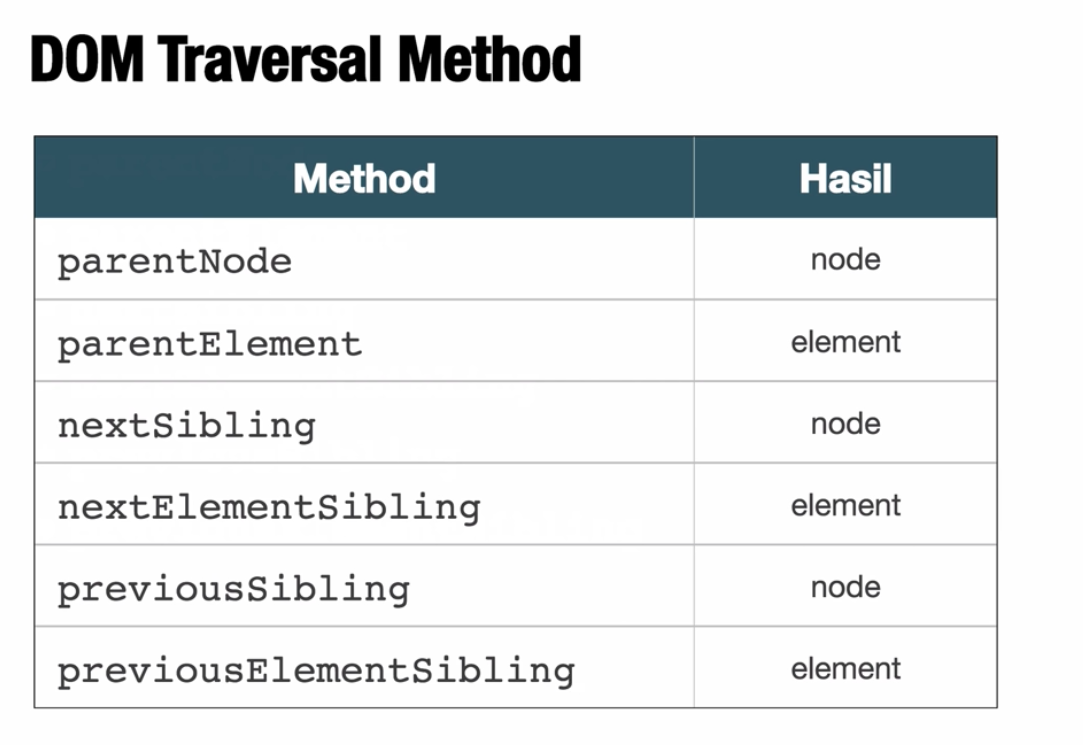 DOM Traversal Method
Method Hasil
parentNode node
parentElement element
nextSibling node
nextElementSibling element
previousSibling node
previousElementSibling element